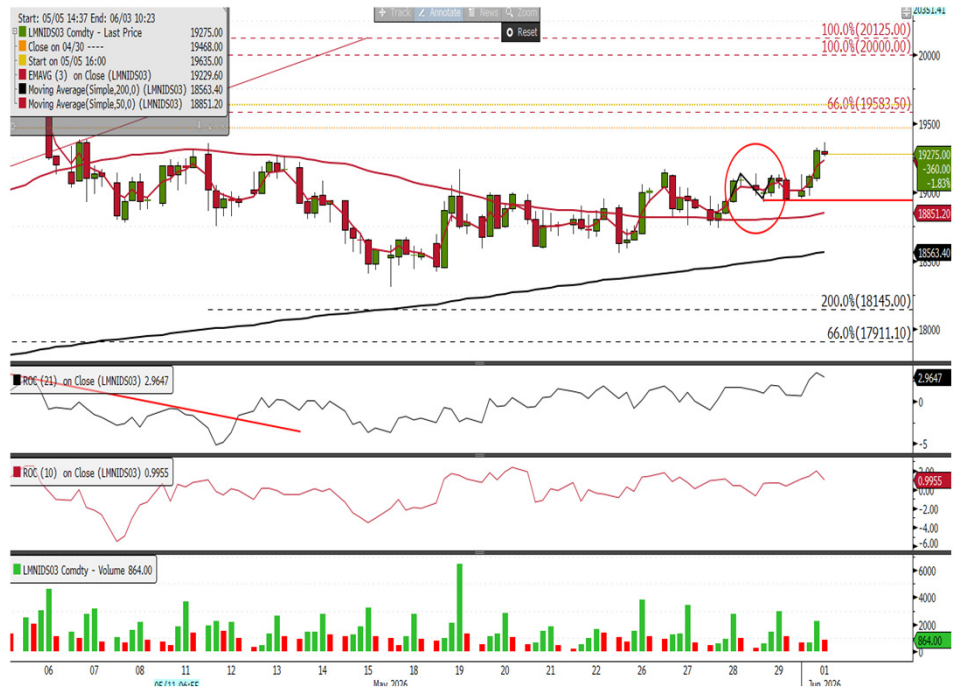 Start: 05/05 14:37 End: 06/03 10:23
LMNIDS03 Comdty - Last Price 19275.00
Close on 04/30 ---- 19468.00
Start on 05/05 16:00 19635.00
EMAVG (3) on Close (LMNIDS03) 19229.60
Moving Average(Simple,200,0) (LMNIDS03) 18563.40
Moving Average(Simple,50,0) (LMNIDS03) 18851.20
Track Annotate News Zoom
Reset
20351.41
100.0%(20125.00)
100.0%(20000.00)
20000
66.0%(19583.50)
19500
19275.00
-360.00
-1.83%
19000
18851.20
18563.40
18500
200.0%(18145.00)
18000
66.0%(17911.10)
ROC (21) on Close (LMNIDS03) 2.9647
2.9647
0
-5
ROC (10) on Close (LMNIDS03) 0.9955
2.00
0.9955
0.00
-2.00
-4.00
-6.00
LMNIDS03 Comdty - Volume 864.00
6000
4000
2000
864.00
0
06 07 08 11 12 13 14 15 18 19 20 21 22 26 27 28 29 01
05/11 06:55 May 2026 Jun 2026